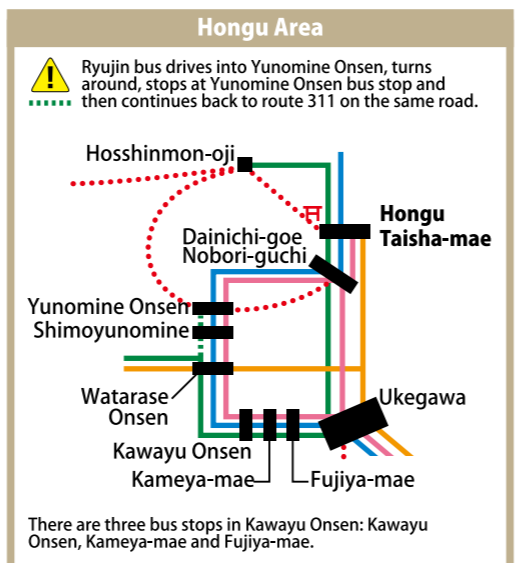 Hongu Area
Ryujin bus drives into Yunomine Onsen, turns
around, stops at Yunomine Onsen bus stop and
then continues back to route 311 on the same road.
Hosshinmon-oji
Hongu
Taisha-mae
Dainichi-goe
Nobori-guchi
Yunomine Onsen
Shimoyunomine
Watarase
Onsen
Ukegawa
Kawayu Onsen
Kameya-mae
Fujiya-mae
There are three bus stops in Kawayu Onsen: Kawayu
Onsen, Kameya-mae and Fujiya-mae.